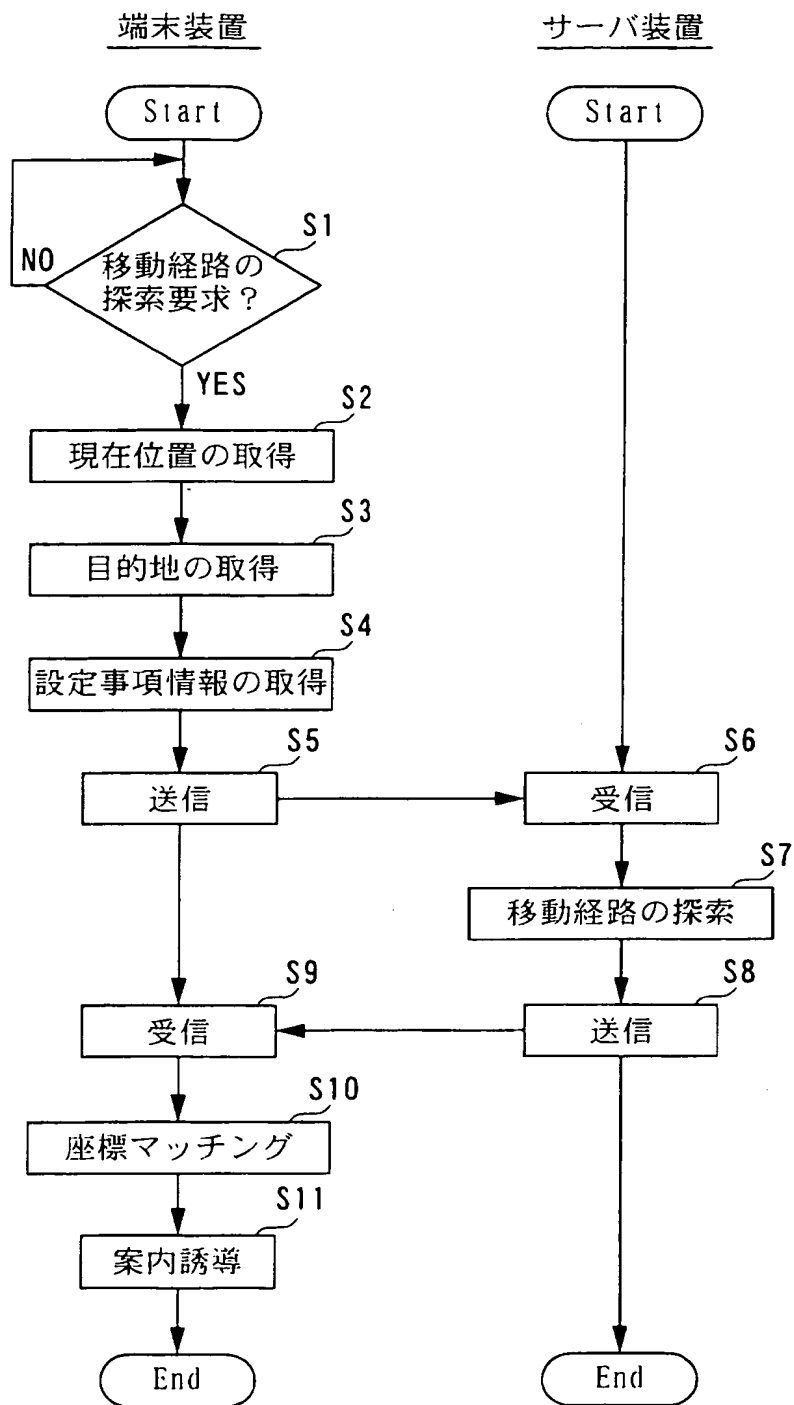 端末装置
サーバ装置
Start
Start
S1
NO
移動経路の
探索要求？
YES
S2
現在位置の取得
S3
目的地の取得
S4
設定事項情報の取得
S5
送信
S6
受信
S7
移動経路の探索
S8
送信
S9
受信
S10
座標マッチング
S11
案内誘導
End
End